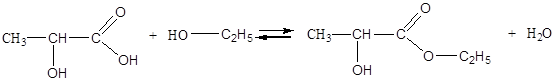 CH₃—CH—C O OH + HO—C₂H₅ ⇌ CH₃—CH—C O O—C₂H₅ + H₂O
OH OH